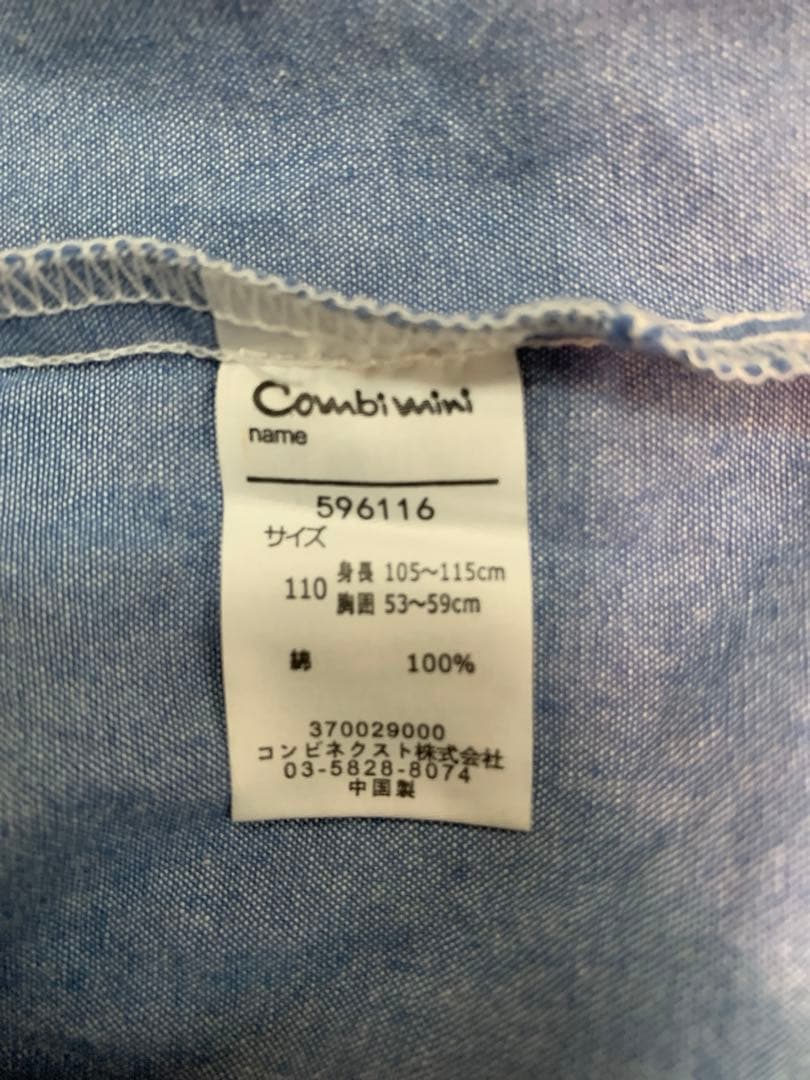 Combi mini
name
596116
サイズ
110 身長 105～115cm
胸囲 53～59cm
綿 100%
370029000
コンビネクスト株式会社
03-5828-8074
中国製